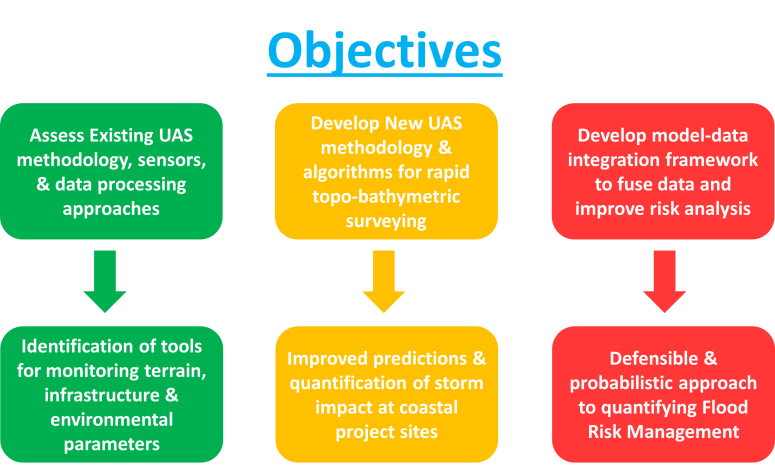 Objectives
Assess Existing UAS
methodology, sensors,
& data processing
approaches
Develop New UAS
methodology &
algorithms for rapid
topo-bathymetric
surveying
Develop model-data
integration framework
to fuse data and
improve risk analysis
Identification of tools
for monitoring terrain,
infrastructure &
environmental
parameters
Improved predictions &
quantification of storm
impact at coastal
project sites
Defensible &
probabilistic approach
to quantifying Flood
Risk Management